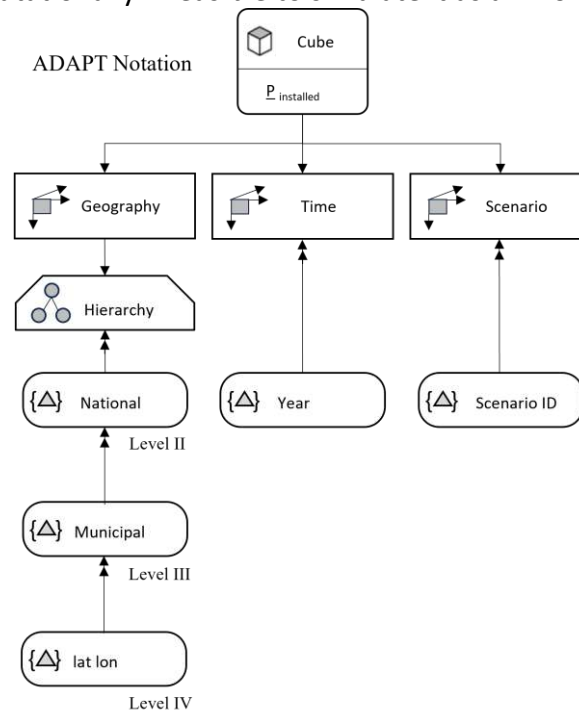 Cube
ADAPT Notation
P installed
Geography
Time
Scenario
Hierarchy
{△} National
{△} Year
{△} Scenario ID
Level II
{△} Municipal
Level III
{△} lat lon
Level IV